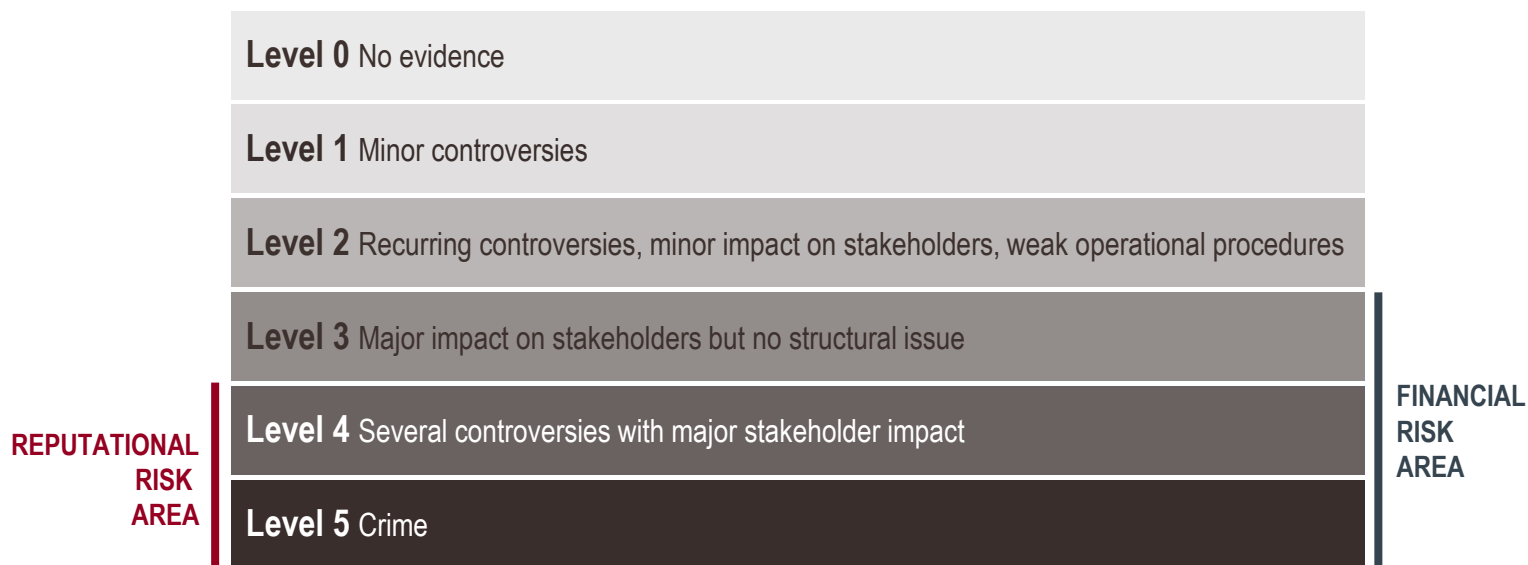 Level 0 No evidence
Level 1 Minor controversies
Level 2 Recurring controversies, minor impact on stakeholders, weak operational procedures
Level 3 Major impact on stakeholders but no structural issue
Level 4 Several controversies with major stakeholder impact
Level 5 Crime
REPUTATIONAL
RISK
AREA
FINANCIAL
RISK
AREA